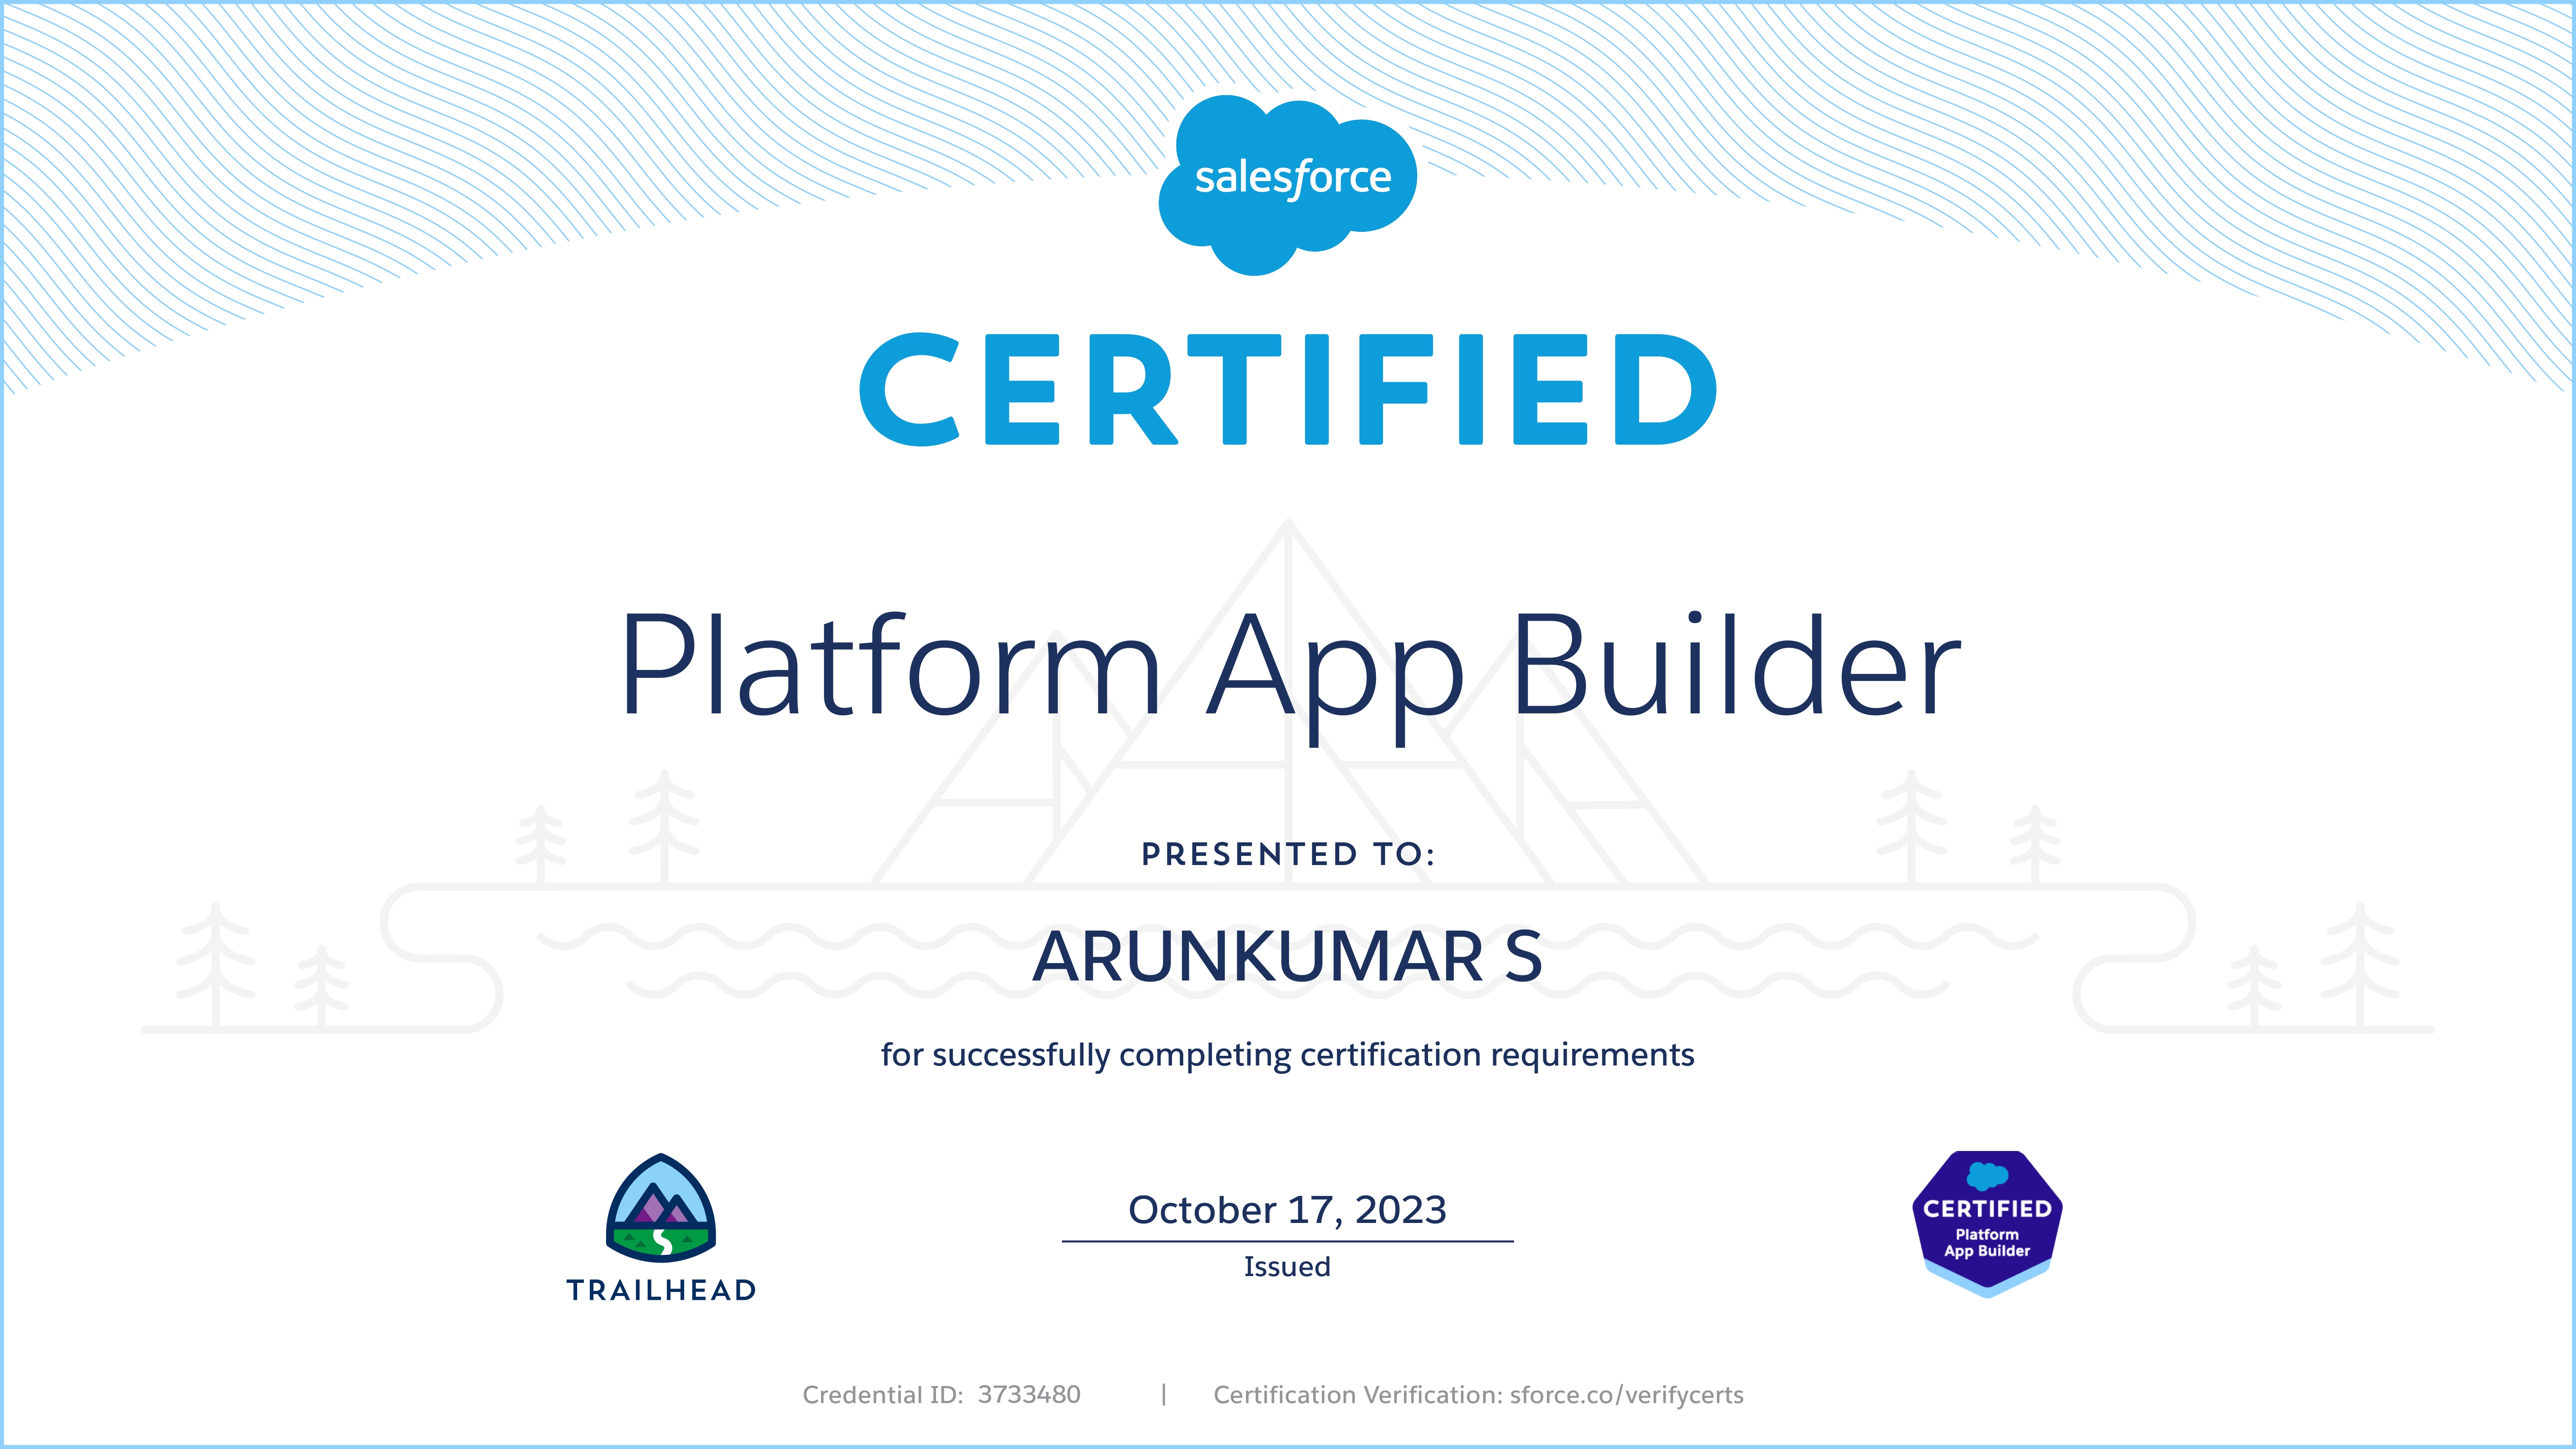 salesforce
CERTIFIED
Platform App Builder
PRESENTED TO:
ARUNKUMAR S
for successfully completing certification requirements
TRAILHEAD
October 17, 2023
Issued
CERTIFIED
Platform
App Builder
Credential ID: 3733480 | Certification Verification: sforce.co/verifycerts